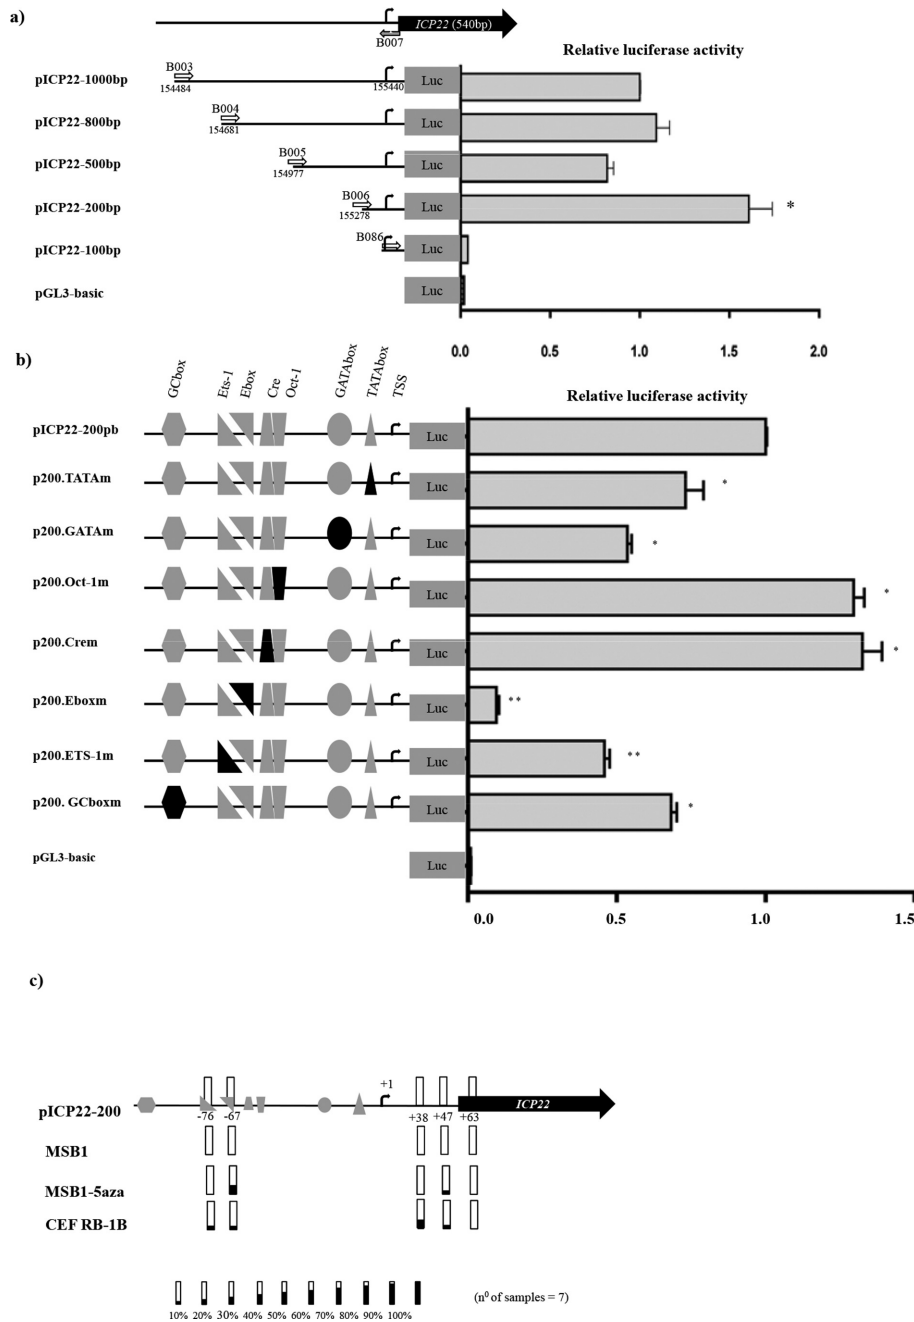 a)
ICP22 (540bp)
B007
Relative luciferase activity
pICP22-1000bp
B003
154484
155440
Luc
pICP22-800bp
B004
154681
Luc
pICP22-500bp
B005
154977
Luc
pICP22-200bp
B006
155278
Luc
*
pICP22-100bp
B086
Luc
pGL3-basic
Luc
0.0 0.5 1.0 1.5 2.0
b)
GCbox Ets-1 Ebox Cre Oct-1 GATAbox TATAbox TSS
Relative luciferase activity
pICP22-200pb
Luc
p200.TATAm
Luc
*
p200.GATAm
Luc
*
p200.Oct-1m
Luc
*
p200.Crem
Luc
*
p200.Eboxm
Luc
**
p200.ETS-1m
Luc
**
p200. GCboxm
Luc
*
pGL3-basic
Luc
0.0 0.5 1.0 1.5
c)
+1
pICP22-200
ICP22
-76 -67 +38 +47 +63
MSB1
MSB1-5aza
CEF RB-1B
10% 20% 30% 40% 50% 60% 70% 80% 90% 100%
(n⁰ of samples = 7)